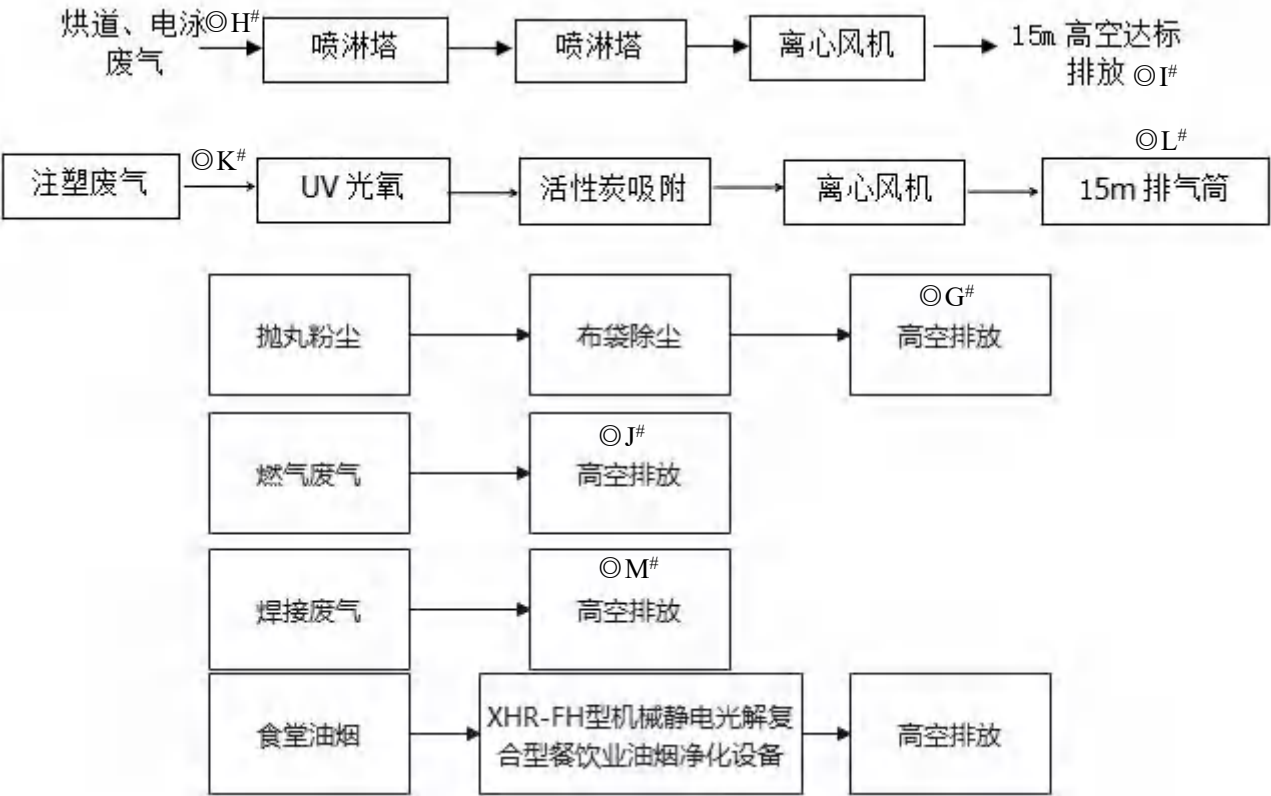 烘道、电泳◎H#
废气
喷淋塔
喷淋塔
离心风机
15m 高空达标
排放 ◎I#
注塑废气
◎K#
UV 光氧
活性炭吸附
离心风机
◎L#
15m 排气筒
抛丸粉尘
布袋除尘
◎G#
高空排放
燃气废气
◎J#
高空排放
焊接废气
◎M#
高空排放
食堂油烟
XHR-FH型机械静电光解复
合型餐饮业油烟净化设备
高空排放